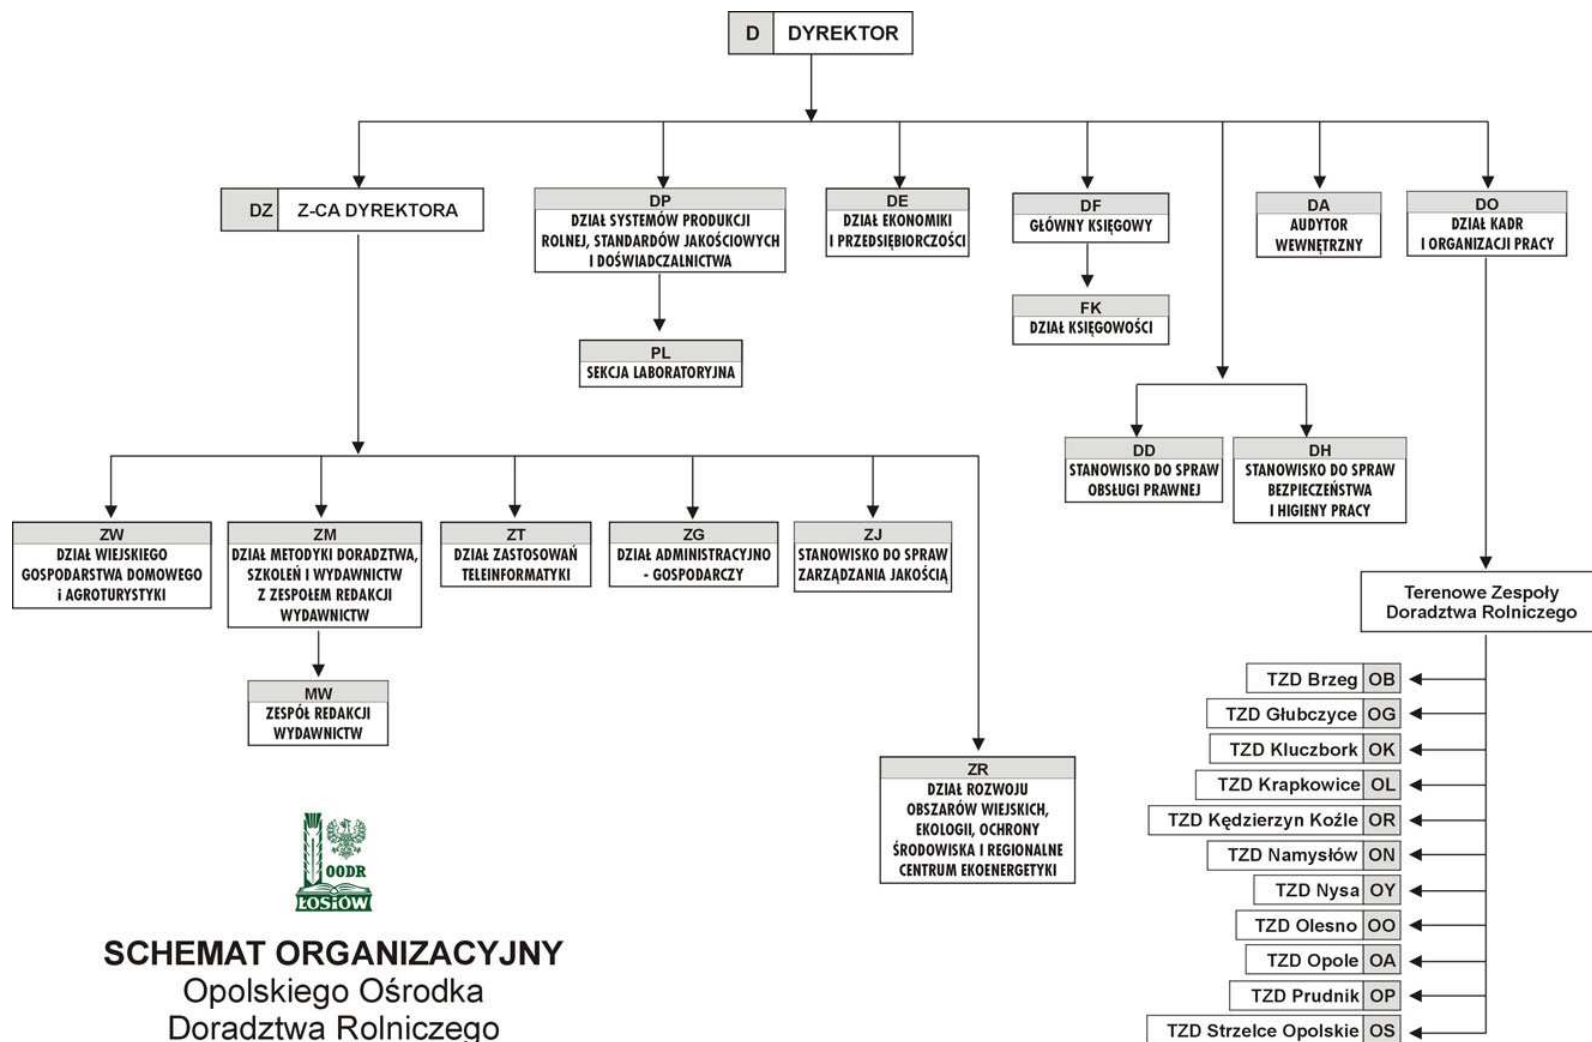 D DYREKTOR
DZ Z-CA DYREKTORA
DP
DZIAŁ SYSTEMÓW PRODUKCJI
ROLNEJ, STANDARDÓW JAKOŚCIOWYCH
I DOŚWIADCZALNICTWA
DE
DZIAŁ EKONOMIKI
I PRZEDSIĘBIORCZOŚCI
DF
GŁÓWNY KSIĘGOWY
DA
AUDYTOR
WEWNĘTRZNY
DO
DZIAŁ KADR
I ORGANIZACJI PRACY
FK
DZIAŁ KSIĘGOWOŚCI
PL
SEKCJA LABORATORYJNA
DD
STANOWISKO DO SPRAW
OBSŁUGI PRAWNEJ
DH
STANOWISKO DO SPRAW
BEZPIECZEŃSTWA
I HIGIENY PRACY
ZW
DZIAŁ WIEJSKIEGO
GOSPODARSTWA DOMOWEGO
i AGROTURYSTYKI
ZM
DZIAŁ METODYKI DORADZTWA,
SZKOLEŃ I WYDAWNICTW
Z ZESPOŁEM REDAKCJI
WYDAWNICTW
ZT
DZIAŁ ZASTOSOWAŃ
TELEINFORMATYKI
ZG
DZIAŁ ADMINISTRACYJNO
- GOSPODARCZY
ZJ
STANOWISKO DO SPRAW
ZARZĄDZANIA JAKOŚCIĄ
MW
ZESPÓŁ REDAKCJI
WYDAWNICTW
ZR
DZIAŁ ROZWOJU
OBSZARÓW WIEJSKICH,
EKOLOGII, OCHRONY
ŚRODOWISKA I REGIONALNE
CENTRUM EKOENERGETYKI
Terenowe Zespoły
Doradztwa Rolniczego
TZD Brzeg OB
TZD Głubczyce OG
TZD Kluczbork OK
TZD Krapkowice OL
TZD Kędzierzyn Koźle OR
TZD Namysłów ON
TZD Nysa OY
TZD Olesno OO
TZD Opole OA
TZD Prudnik OP
TZD Strzelce Opolskie OS
OODR
ŁOSIÓW
SCHEMAT ORGANIZACYJNY
Opolskiego Ośrodka
Doradztwa Rolniczego